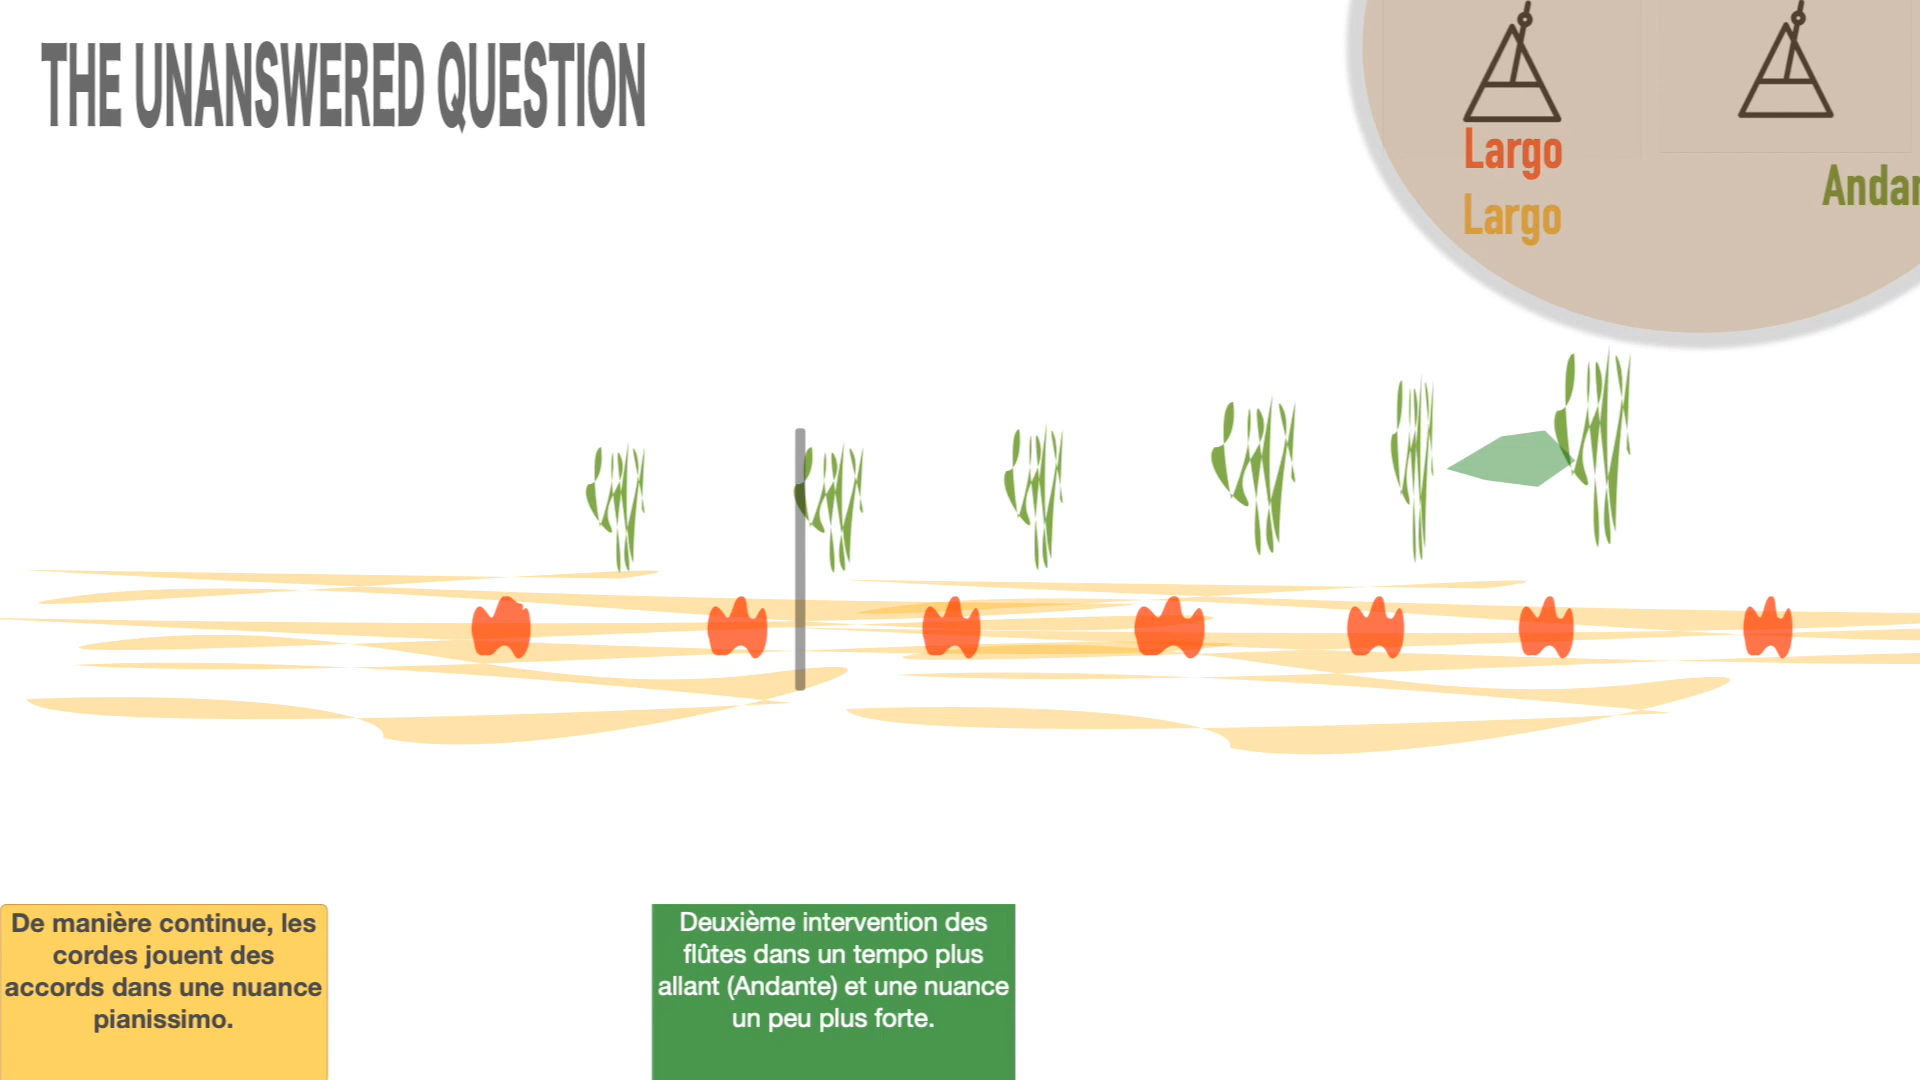 THE UNANSWERED QUESTION
Largo
Largo
Andan
De manière continue, les
cordes jouent des
accords dans une nuance
pianissimo.
Deuxième intervention des
flûtes dans un tempo plus
allant (Andante) et une nuance
un peu plus forte.